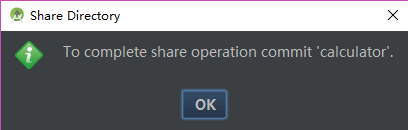 Share Directory
To complete share operation commit 'calculator'.
OK